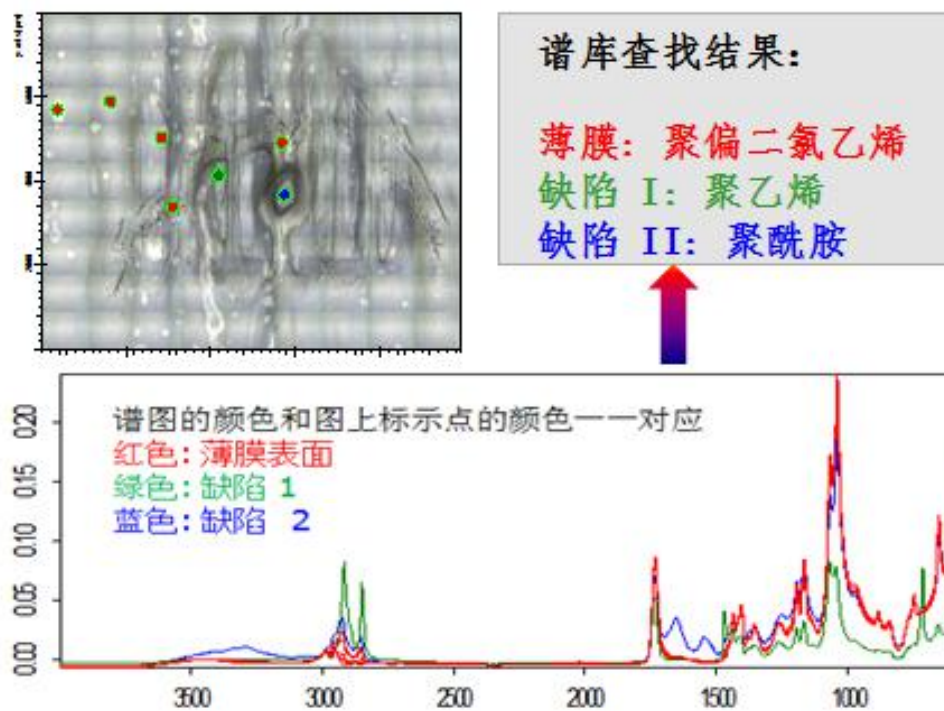 谱库查找结果：
薄膜：聚偏二氯乙烯
缺陷 I：聚乙烯
缺陷 II：聚酰胺
谱图的颜色和图上标示点的颜色一一对应
红色：薄膜表面
绿色：缺陷 1
蓝色：缺陷 2
0.20
0.15
0.10
0.05
0.00
3500 3000 2500 2000 1500 1000